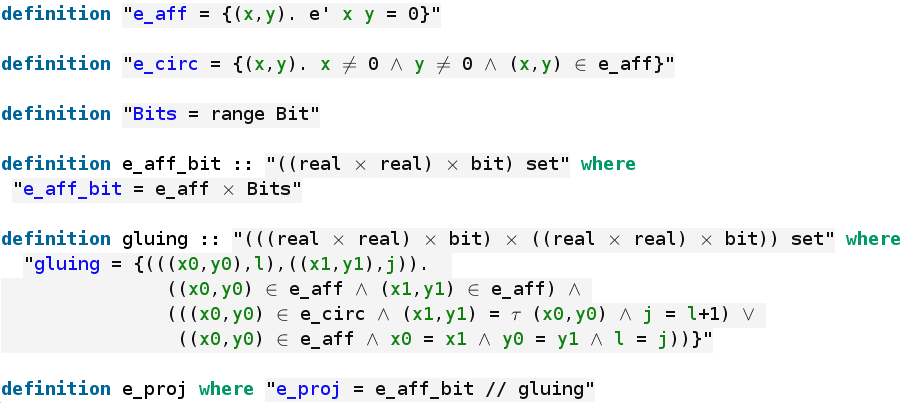 definition "e_aff = {(x,y). e' x y = 0}"
definition "e_circ = {(x,y). x ≠ 0 ∧ y ≠ 0 ∧ (x,y) ∈ e_aff}"
definition "Bits = range Bit"
definition e_aff_bit :: "((real × real) × bit) set" where
"e_aff_bit = e_aff × Bits"
definition gluing :: "(((real × real) × bit) × ((real × real) × bit)) set" where
"gluing = {(((x0,y0),l),((x1,y1),j)).
((x0,y0) ∈ e_aff ∧ (x1,y1) ∈ e_aff) ∧
(((x0,y0) ∈ e_circ ∧ (x1,y1) = τ (x0,y0) ∧ j = l+1) ∨
((x0,y0) ∈ e_aff ∧ x0 = x1 ∧ y0 = y1 ∧ l = j))}"
definition e_proj where "e_proj = e_aff_bit // gluing"